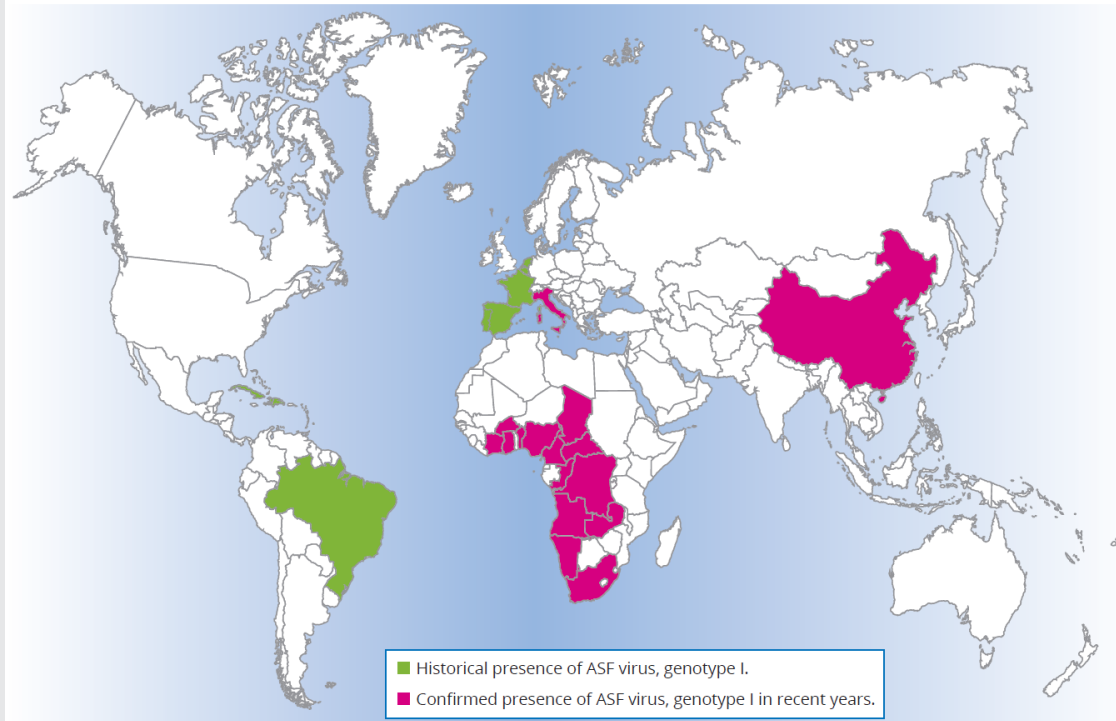 Historical presence of ASF virus, genotype I.
Confirmed presence of ASF virus, genotype I in recent years.